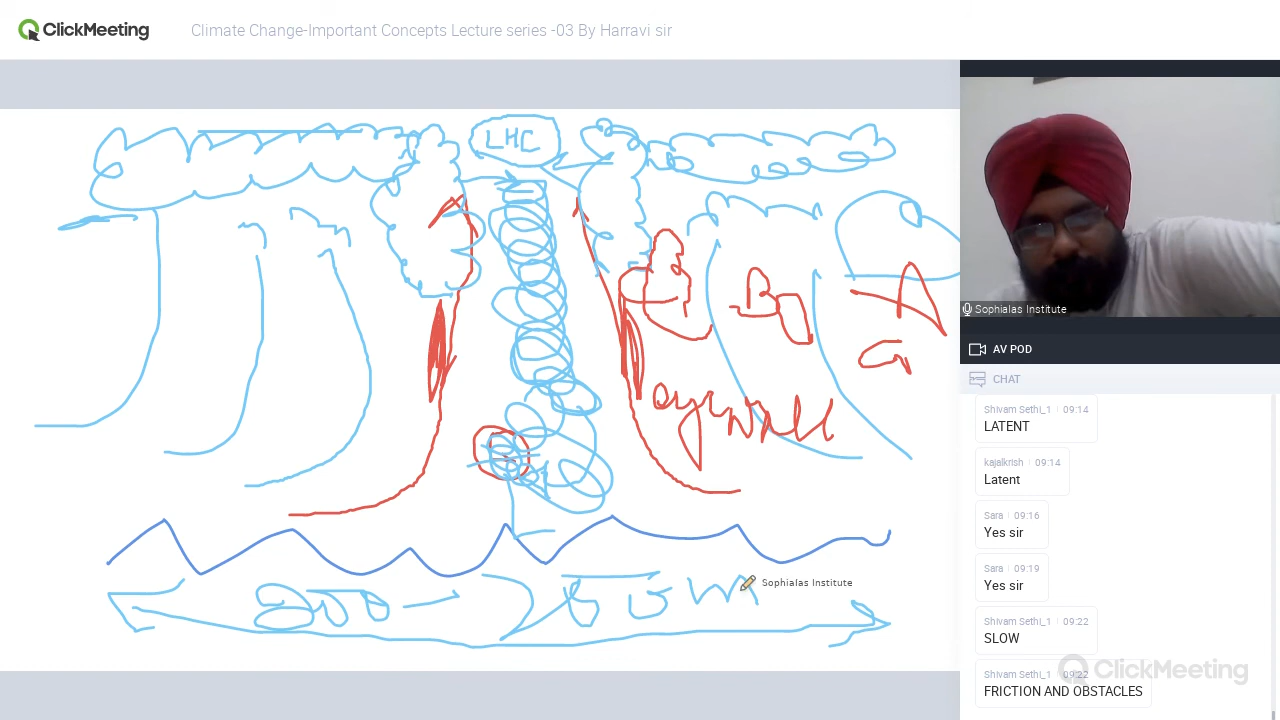 ClickMeeting
Climate Change-Important Concepts Lecture series -03 By Harravi sir
LHC
eyewall
200 -
Sophialas Institute
Sophialas Institute
AV POD
CHAT
Shivam Sethi_1 09:14
LATENT
kajalkrish 09:14
Latent
Sara 09:16
Yes sir
Sara 09:19
Yes sir
Shivam Sethi_1 09:22
SLOW
Shivam Sethi_1 09:22
FRICTION AND OBSTACLES
ClickMeeting